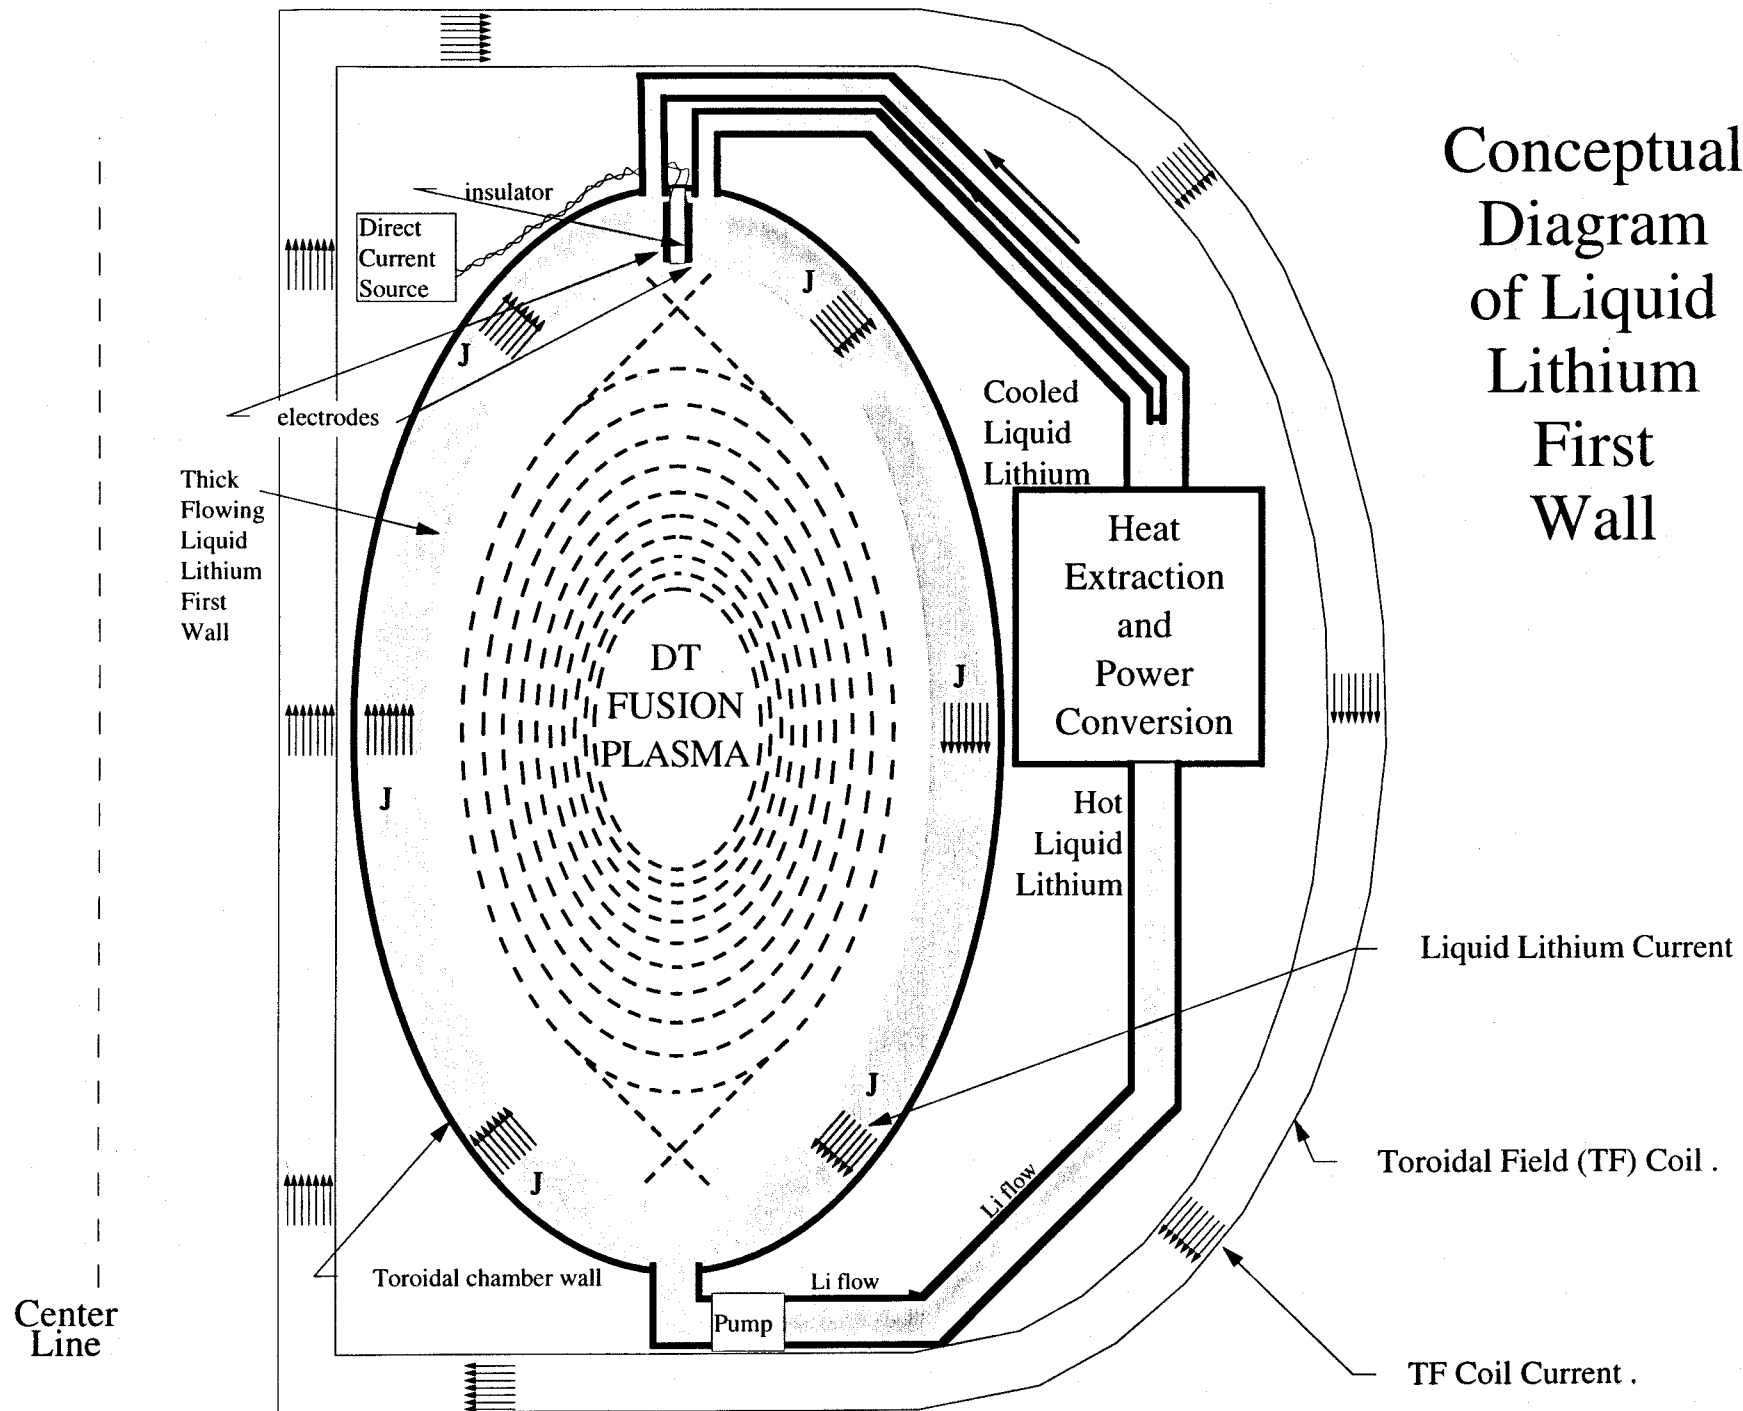 Conceptual
Diagram
of Liquid
Lithium
First
Wall
insulator
Direct
Current
Source
J
J
electrodes
Cooled
Liquid
Lithium
Thick
Flowing
Liquid
Lithium
First
Wall
Heat
Extraction
and
Power
Conversion
DT
FUSION
PLASMA
J
J
Hot
Liquid
Lithium
Liquid Lithium Current
J
J
Li flow
Toroidal Field (TF) Coil .
Toroidal chamber wall
Li flow
Pump
Center
Line
TF Coil Current .